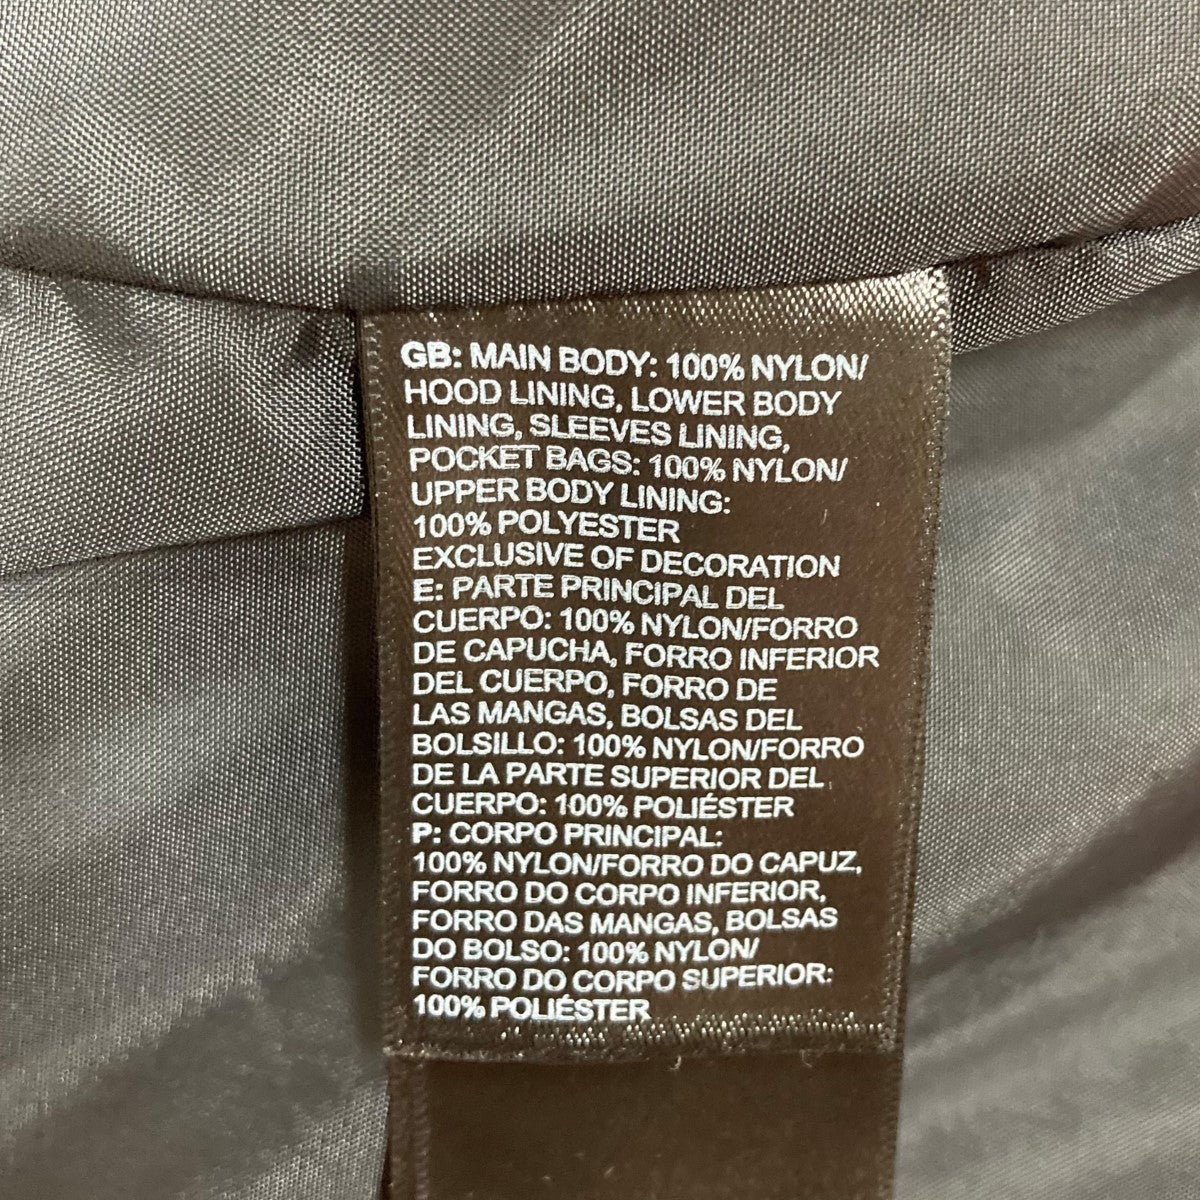 GB: MAIN BODY: 100% NYLON/
HOOD LINING, LOWER BODY
LINING, SLEEVES LINING,
POCKET BAGS: 100% NYLON/
UPPER BODY LINING:
100% POLYESTER
EXCLUSIVE OF DECORATION
E: PARTE PRINCIPAL DEL
CUERPO: 100% NYLON/FORRO
DE CAPUCHA, FORRO INFERIOR
DEL CUERPO, FORRO DE
LAS MANGAS, BOLSAS DEL
BOLSILLO: 100% NYLON/FORRO
DE LA PARTE SUPERIOR DEL
CUERPO: 100% POLIÉSTER
P: CORPO PRINCIPAL:
100% NYLON/FORRO DO CAPUZ,
FORRO DO CORPO INFERIOR,
FORRO DAS MANGAS, BOLSAS
DO BOLSO: 100% NYLON/
FORRO DO CORPO SUPERIOR:
100% POLIÉSTER